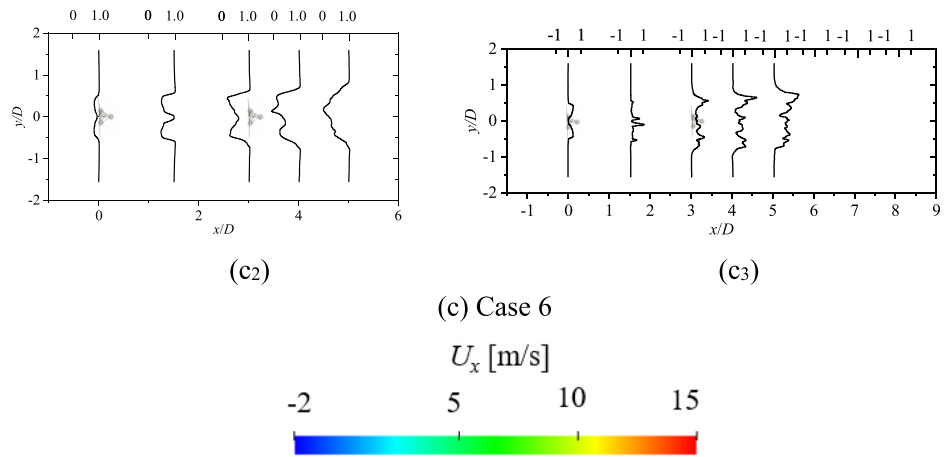 0 1.0 0 1.0 0 1.0 0 1.0 0 1.0
2
1
0
-1
-2
y/D
0 2 4 6
x/D
(c2)
-1 1 -1 1 -1 1 -1 1 -1 1 -1 1 -1 1 -1 1
2
1
0
-1
-2
y/D
-1 0 1 2 3 4 5 6 7 8 9
x/D
(c3)
(c) Case 6
Ux [m/s]
-2 5 10 15